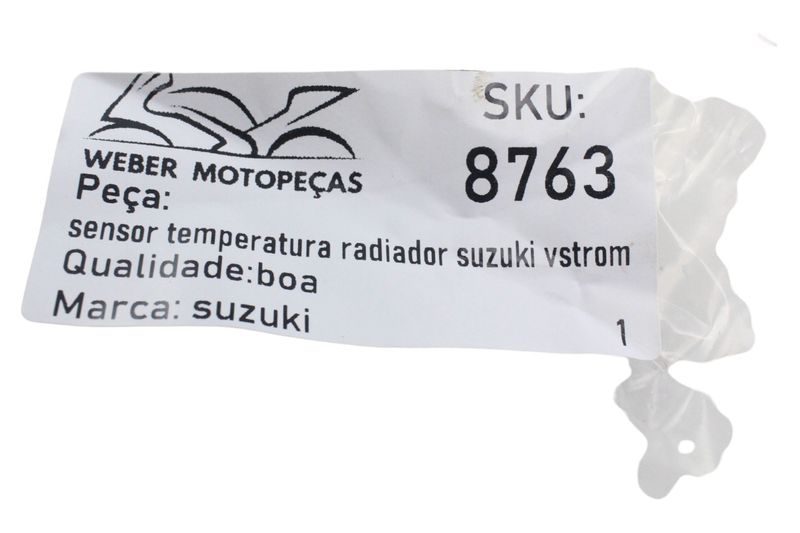 WEBER MOTOPEÇAS
SKU:
8763
Peça:
sensor temperatura radiador suzuki vstrom
Qualidade:boa
Marca: suzuki
1